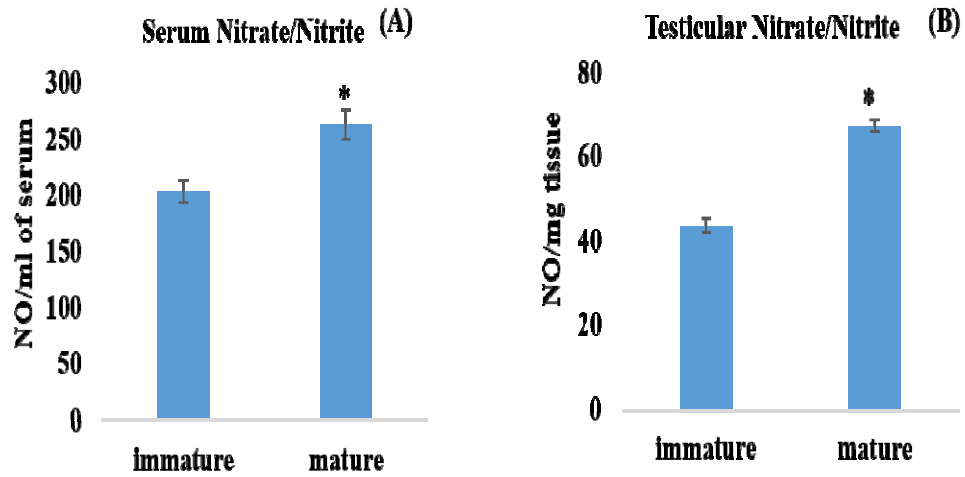 Serum Nitrate/Nitrite (A)
NO/ml of serum
300
250
200
150
100
50
0
*
immature
mature
Testicular Nitrate/Nitrite (B)
NO/mg tissue
80
60
40
20
0
*
immature
mature